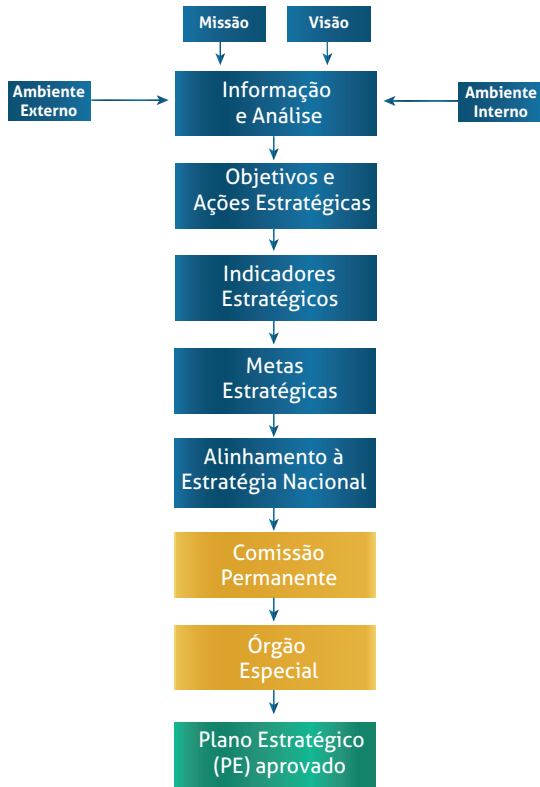 Missão
Visão
Ambiente
Externo
Informação
e Análise
Ambiente
Interno
Objetivos e
Ações Estratégicas
Indicadores
Estratégicos
Metas
Estratégicas
Alinhamento à
Estratégia Nacional
Comissão
Permanente
Órgão
Especial
Plano Estratégico
(PE) aprovado